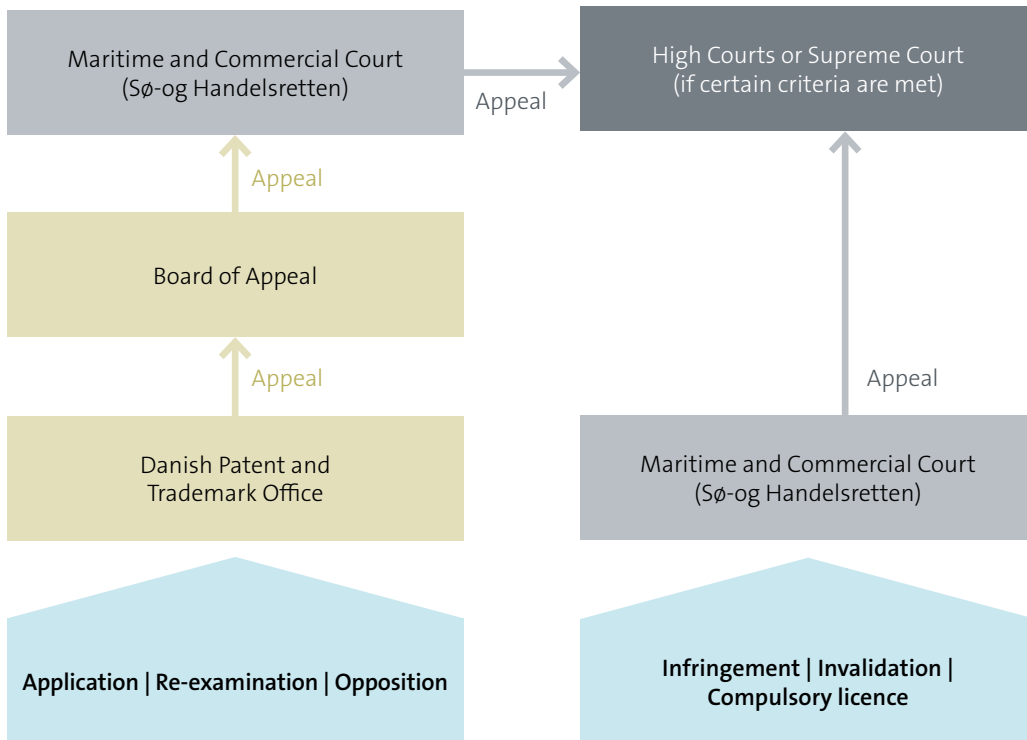 Maritime and Commercial Court
(Sø-og Handelsretten)
Appeal
High Courts or Supreme Court
(if certain criteria are met)
Appeal
Board of Appeal
Appeal
Appeal
Danish Patent and
Trademark Office
Maritime and Commercial Court
(Sø-og Handelsretten)
Application | Re-examination | Opposition
Infringement | Invalidation |
Compulsory licence